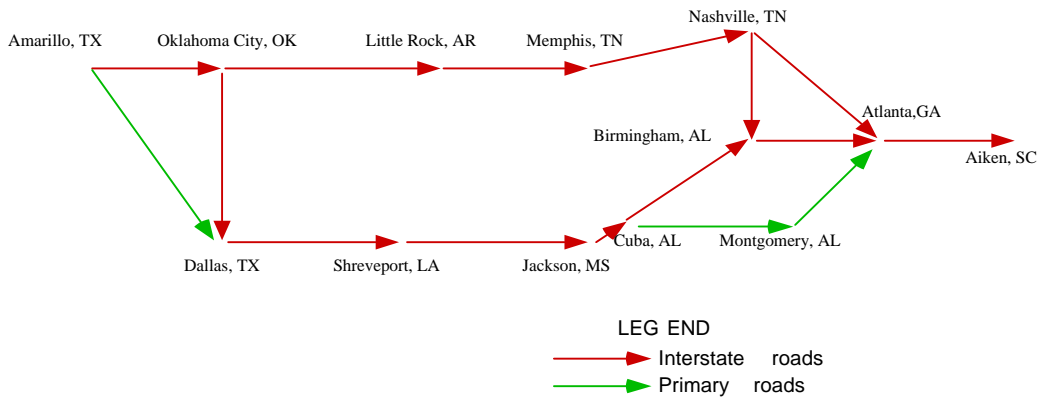 Nashville, TN
Amarillo, TX
Oklahoma City, OK
Little Rock, AR
Memphis, TN
Atlanta,GA
Birmingham, AL
Aiken, SC
Cuba, AL
Montgomery, AL
Dallas, TX
Shreveport, LA
Jackson, MS
LEG END
Interstate roads
Primary roads